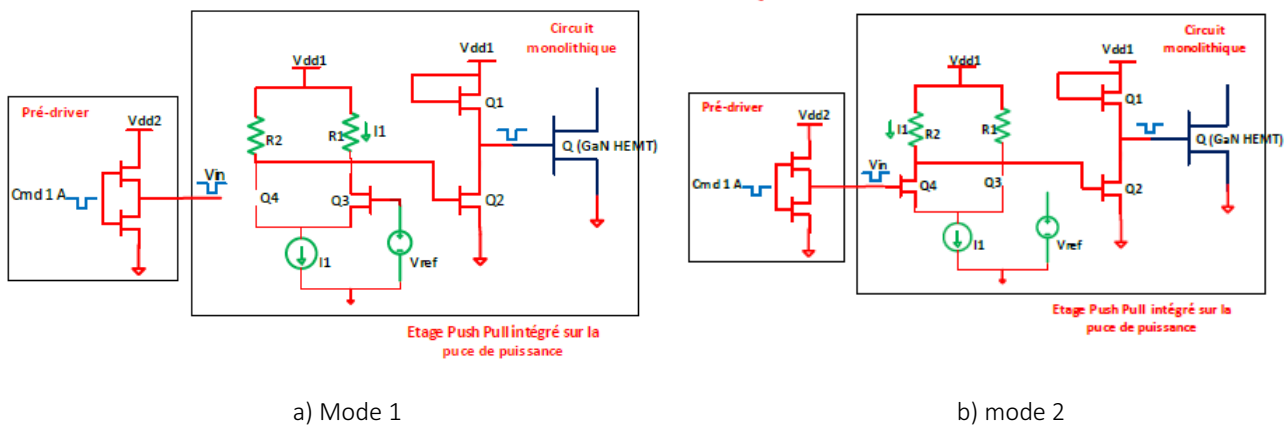 Circuit
monolithique
Vdd1
Vdd1
Pré-driver
Vdd2
Q1
R2
R1
I1
Q (GaN HEMT)
Vin
Cmd 1 A
Q4
Q3
Q2
I1
Vref
Etage Push Pull intégré sur la
puce de puissance
a) Mode 1
Circuit
monolithique
Vdd1
Vdd1
Pré-driver
Vdd2
Q1
I1
R2
R1
Q (GaN HEMT)
Vin
Cmd 1 A
Q4
Q3
Q2
I1
Vref
Etage Push Pull intégré sur la
puce de puissance
b) mode 2